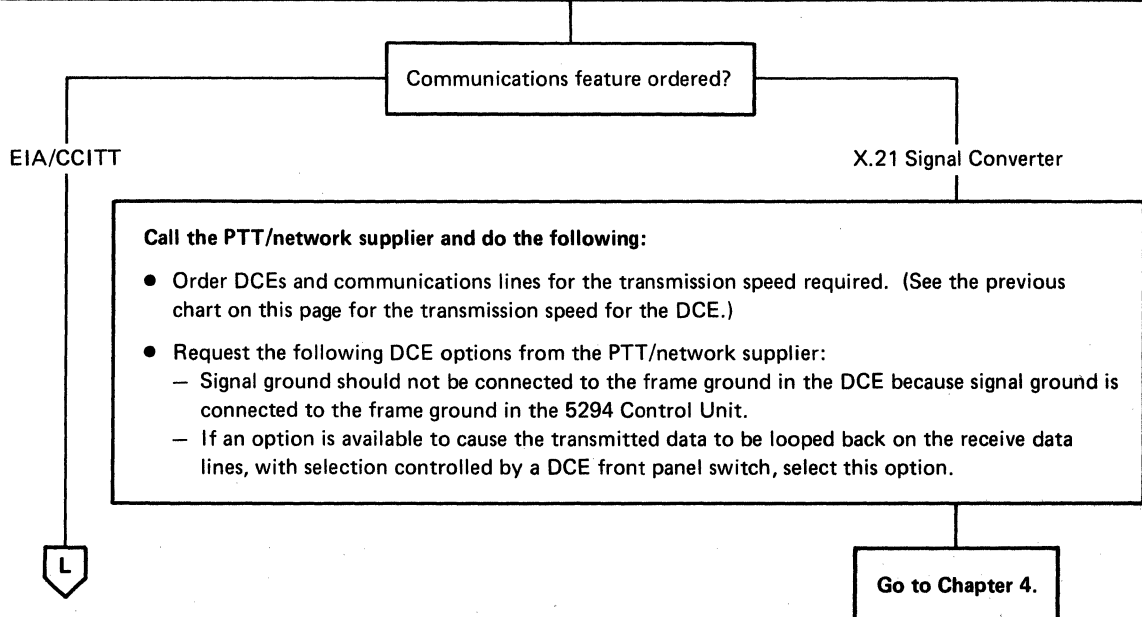 Communications feature ordered?
EIA/CCITT
X.21 Signal Converter
Call the PTT/network supplier and do the following:
● Order DCEs and communications lines for the transmission speed required. (See the previous
chart on this page for the transmission speed for the DCE.)
● Request the following DCE options from the PTT/network supplier:
— Signal ground should not be connected to the frame ground in the DCE because signal ground is
connected to the frame ground in the 5294 Control Unit.
— If an option is available to cause the transmitted data to be looped back on the receive data
lines, with selection controlled by a DCE front panel switch, select this option.
L
Go to Chapter 4.